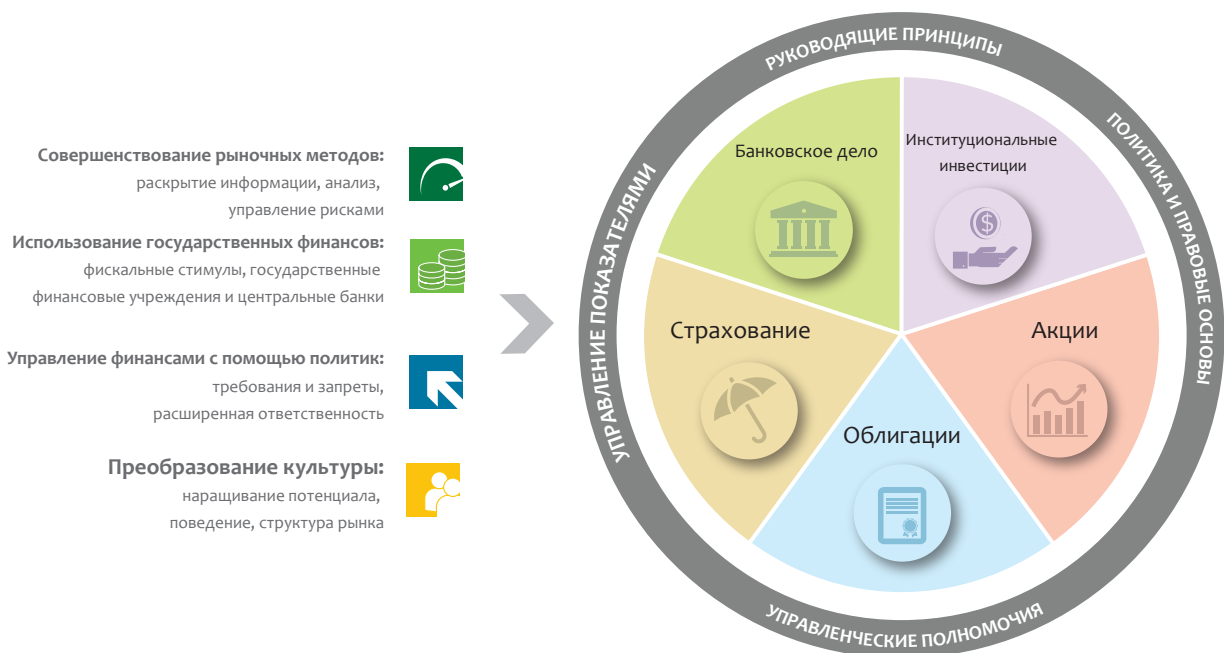 Совершенствование рыночных методов:
раскрытие информации, анализ,
управление рисками
Использование государственных финансов:
фискальные стимулы, государственные
финансовые учреждения и центральные банки
Управление финансами с помощью политик:
требования и запреты,
расширенная ответственность
Преобразование культуры:
наращивание потенциала,
поведение, структура рынка
РУКОВОДЯЩИЕ ПРИНЦИПЫ
ПОЛИТИКА И ПРАВОВЫЕ ОСНОВЫ
УПРАВЛЕНЧЕСКИЕ ПОЛНОМОЧИЯ
УПРАВЛЕНИЕ ПОКАЗАТЕЛЯМИ
Банковское дело
Институциональные
инвестиции
$
Страхование
Акции
Облигации